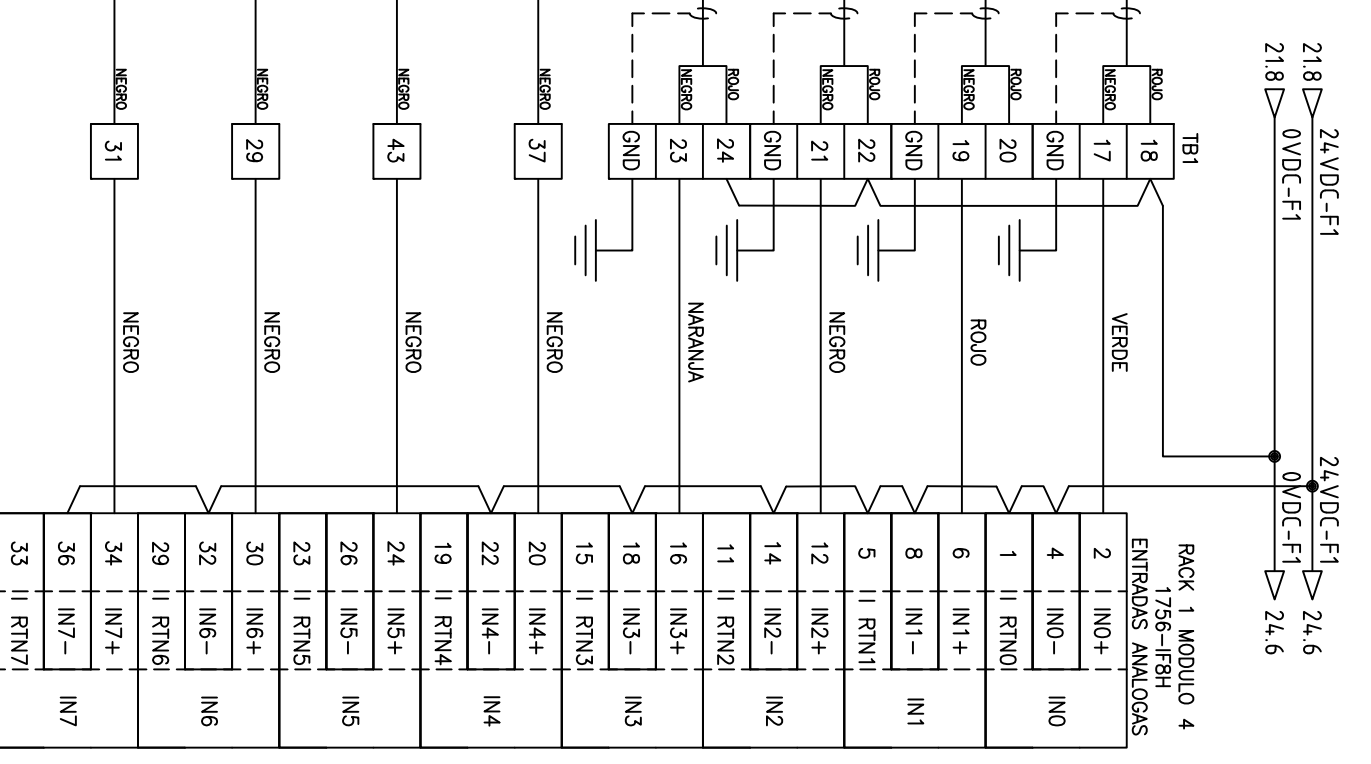 21.8 24VDC-F1 24VDC-F1 24.6
21.8 0VDC-F1 0VDC-F1 24.6
TB1
RACK 1 MODULO 4
1756-IF8H
ENTRADAS ANALOGAS
ROJO 18
NEGRO 17 VERDE 2 IN0+
GND 4 IN0- IN0
ROJO 20 1 RTN0
NEGRO 19 ROJO 6 IN1+
GND 8 IN1- IN1
ROJO 22 5 RTN1
NEGRO 21 NEGRO 12 IN2+
GND 14 IN2- IN2
ROJO 24 11 RTN2
NEGRO 23 NARANJA 16 IN3+
GND 18 IN3- IN3
15 RTN3
NEGRO 37 NEGRO 20 IN4+
22 IN4- IN4
19 RTN4
NEGRO 43 NEGRO 24 IN5+
26 IN5- IN5
23 RTN5
NEGRO 29 NEGRO 30 IN6+
32 IN6- IN6
29 RTN6
NEGRO 31 NEGRO 34 IN7+
36 IN7- IN7
33 RTN7